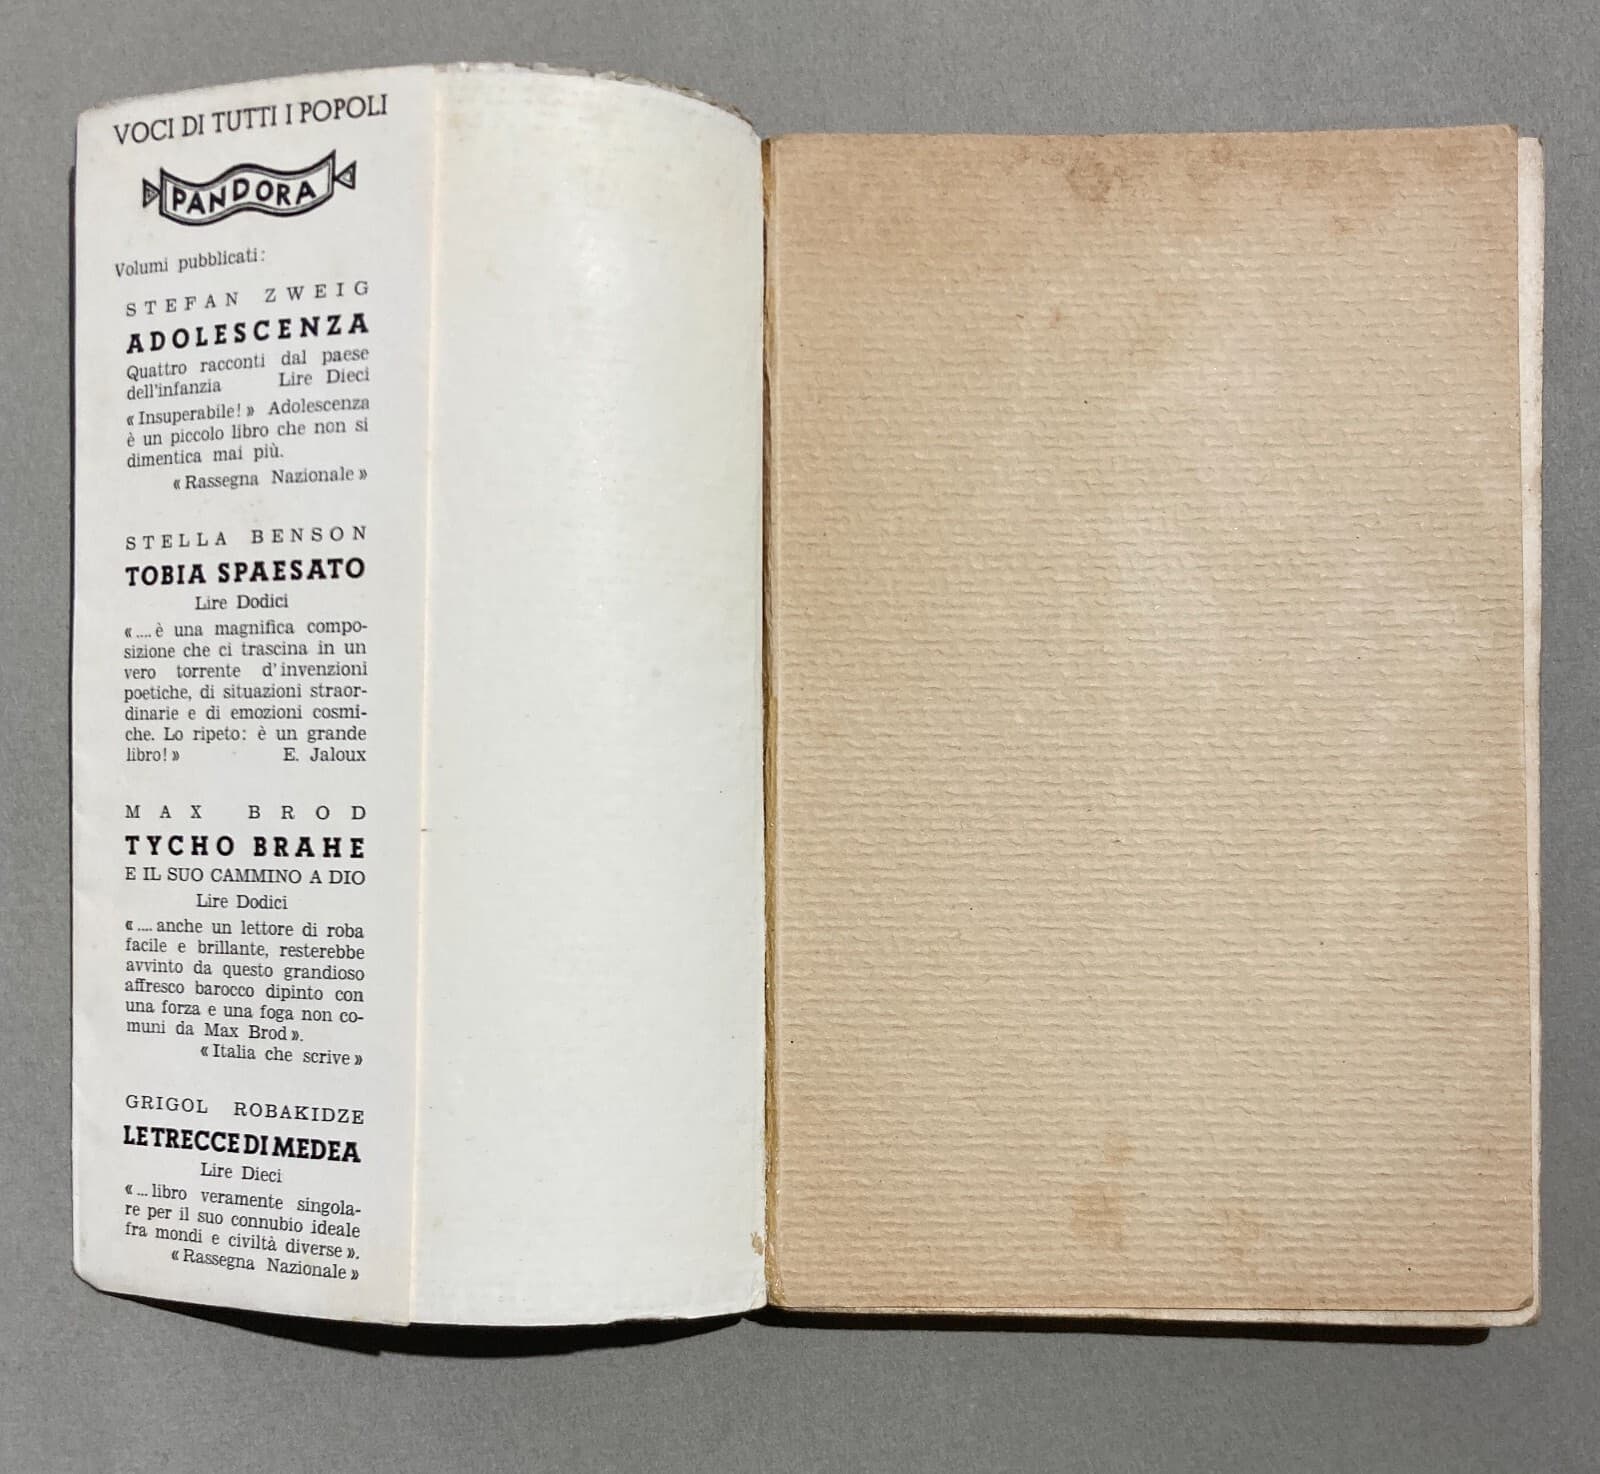 VOCI DI TUTTI I POPOLI
PANDORA
Volumi pubblicati:
STEFAN ZWEIG
ADOLESCENZA
Quattro racconti dal paese
dell'infanzia Lire Dieci
« Insuperabile! » Adolescenza
è un piccolo libro che non si
dimentica mai più.
« Rassegna Nazionale »
STELLA BENSON
TOBIA SPAESATO
Lire Dodici
« .... è una magnifica compo-
sizione che ci trascina in un
vero torrente d'invenzioni
poetiche, di situazioni straor-
dinarie e di emozioni cosmi-
che. Lo ripeto: è un grande
libro! » E. Jaloux
MAX BROD
TYCHO BRAHE
E IL SUO CAMMINO A DIO
Lire Dodici
« .... anche un lettore di roba
facile e brillante, resterebbe
avvinto da questo grandioso
affresco barocco dipinto con
una forza e una foga non co-
muni da Max Brod ».
« Italia che scrive »
GRIGOL ROBAKIDZE
LE TRECCE DI MEDEA
Lire Dieci
« ... libro veramente singola-
re per il suo connubio ideale
fra mondi e civiltà diverse ».
« Rassegna Nazionale »